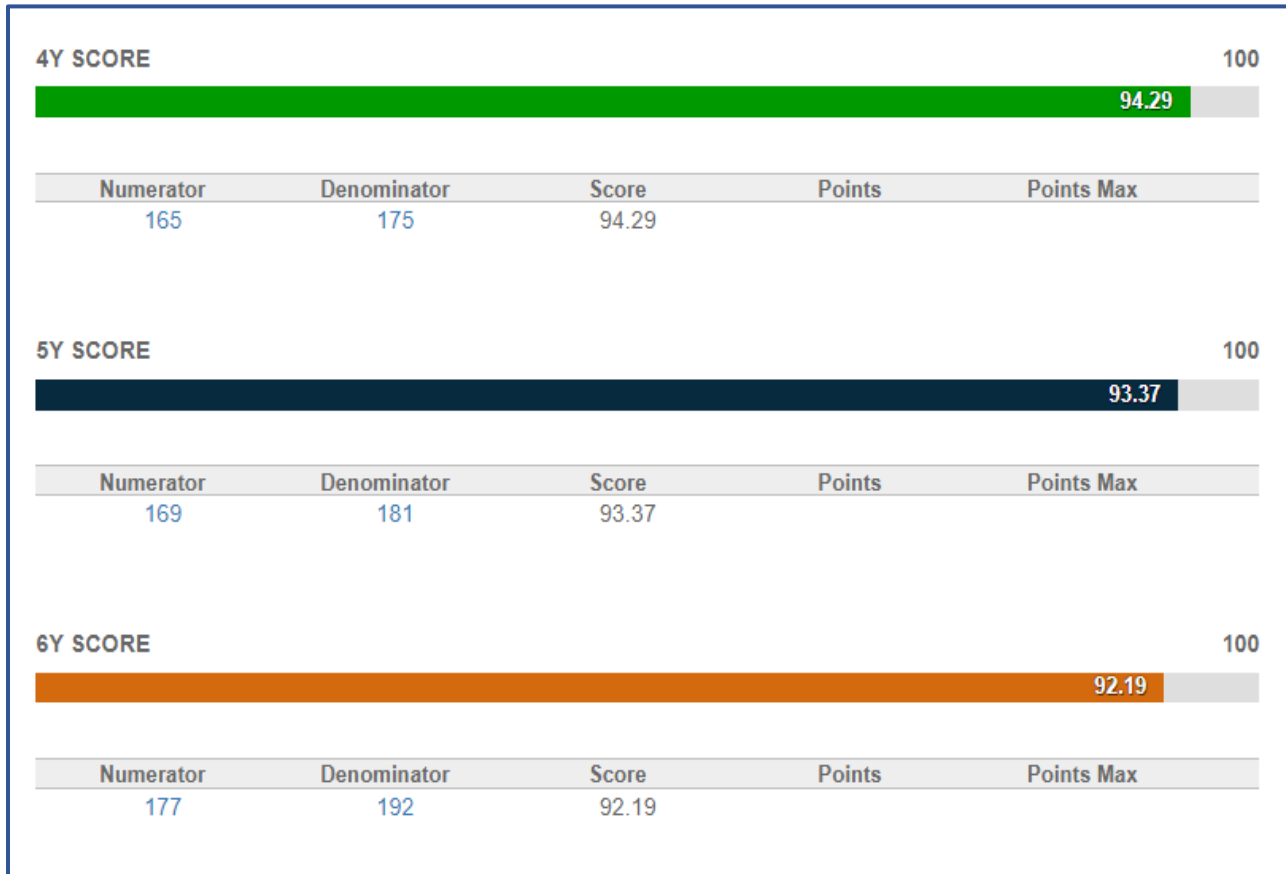 4Y SCORE 100
94.29
Numerator Denominator Score Points Points Max
165 175 94.29
5Y SCORE 100
93.37
Numerator Denominator Score Points Points Max
169 181 93.37
6Y SCORE 100
92.19
Numerator Denominator Score Points Points Max
177 192 92.19